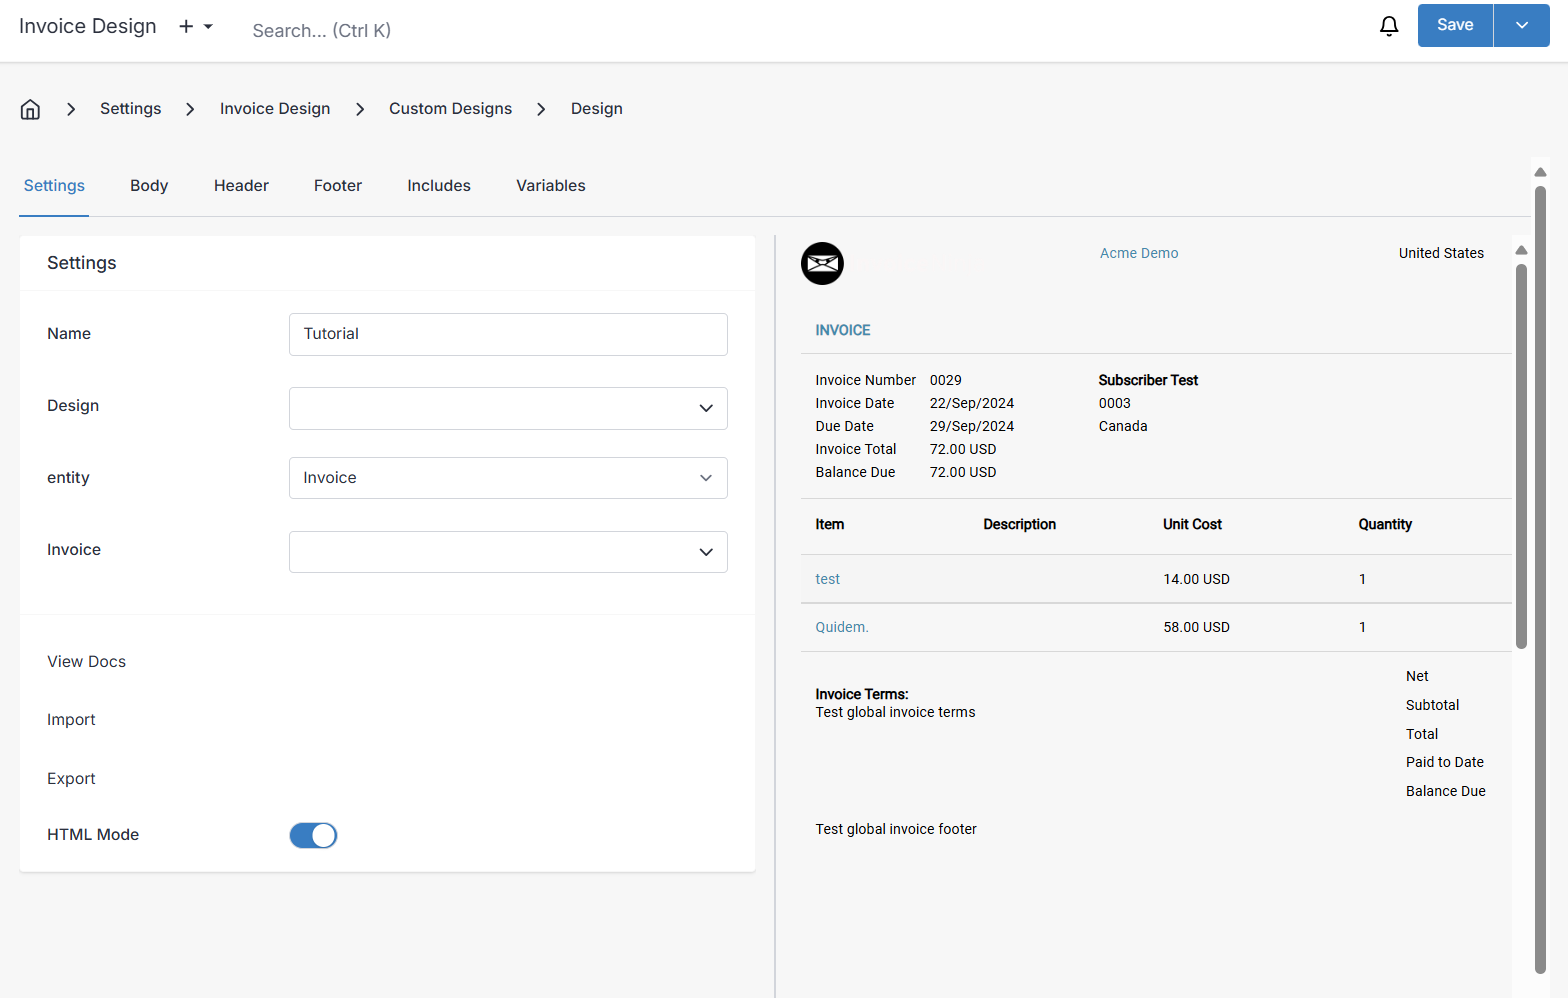 Invoice Design
Search... (Ctrl K)
Save
Settings
Invoice Design
Custom Designs
Design
Settings
Body
Header
Footer
Includes
Variables
Settings
Name
Tutorial
Design
entity
Invoice
Invoice
View Docs
Import
Export
HTML Mode
Acme Demo
United States
INVOICE
Invoice Number 0029
Invoice Date 22/Sep/2024
Due Date 29/Sep/2024
Invoice Total 72.00 USD
Balance Due 72.00 USD
Subscriber Test
0003
Canada
Item Description Unit Cost Quantity
test 14.00 USD 1
Quidem. 58.00 USD 1
Net
Subtotal
Total
Paid to Date
Balance Due
Invoice Terms:
Test global invoice terms
Test global invoice footer